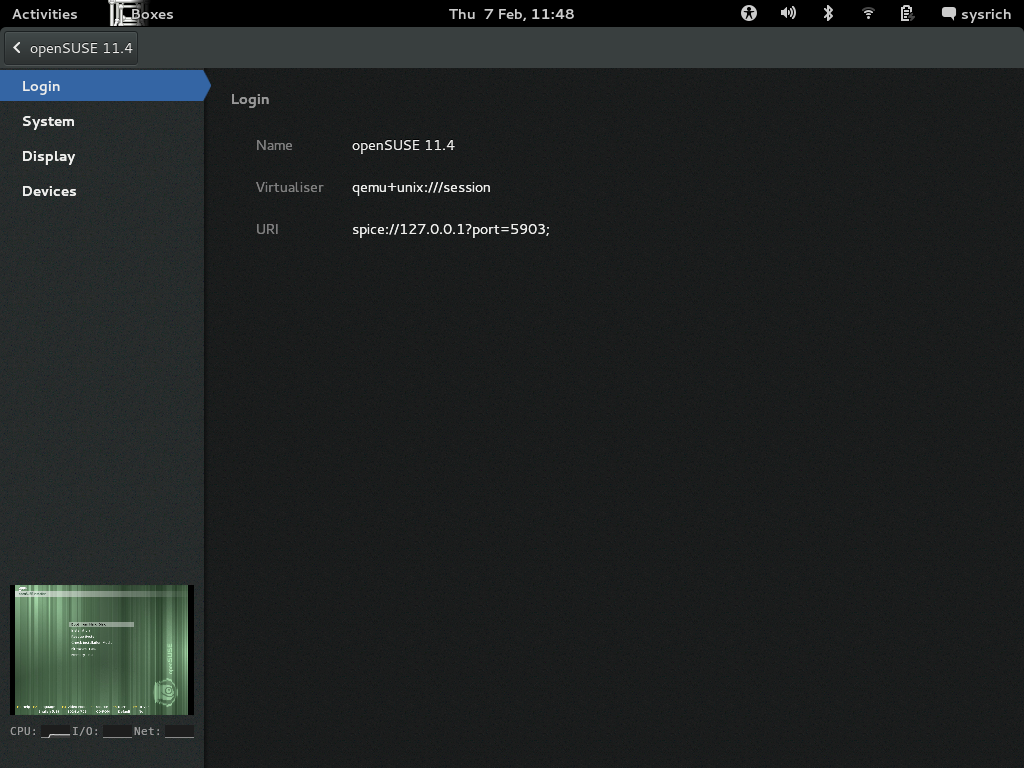 Activities Boxes Thu 7 Feb, 11:48 sysrich
openSUSE 11.4
Login
System
Display
Devices
Login
Name openSUSE 11.4
Virtualiser qemu+unix:///session
URI spice://127.0.0.1?port=5903;
openSUSE
CPU: I/O: Net: